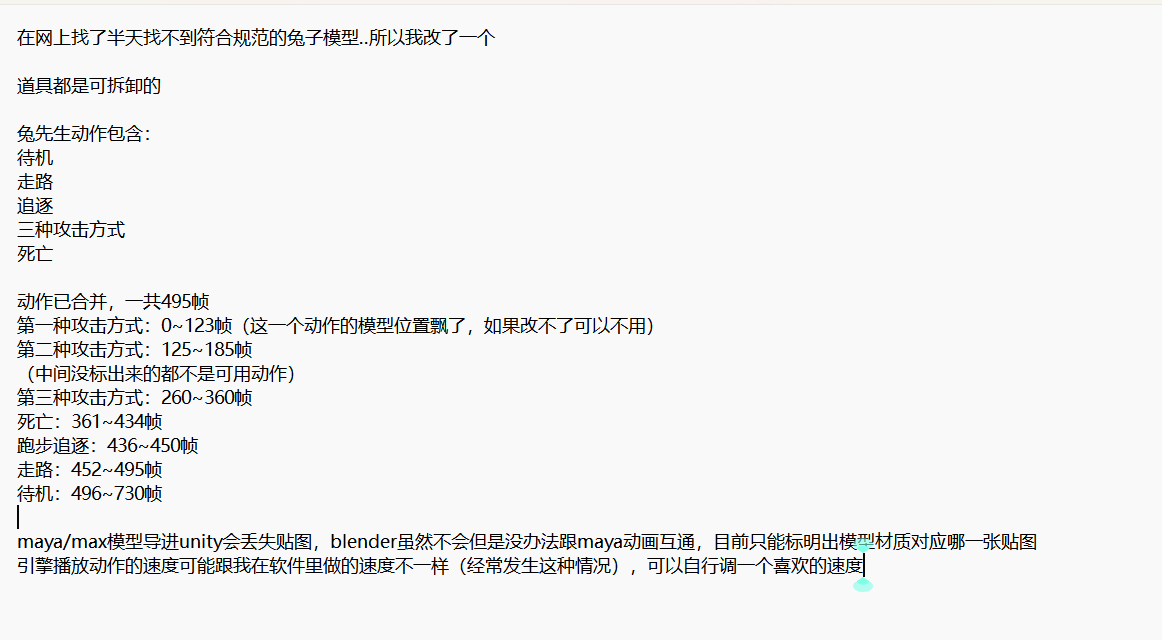 在网上找了半天找不到符合规范的兔子模型..所以我改了一个
道具都是可拆卸的
兔先生动作包含：
待机
走路
追逐
三种攻击方式
死亡
动作已合并，一共495帧
第一种攻击方式：0~123帧（这一个动作的模型位置飘了，如果改不了可以不用）
第二种攻击方式：125~185帧
（中间没标出来的都不是可用动作）
第三种攻击方式：260~360帧
死亡：361~434帧
跑步追逐：436~450帧
走路：452~495帧
待机：496~730帧
maya/max模型导进unity会丢失贴图，blender虽然不会但是没办法跟maya动画互通，目前只能标明出模型材质对应哪一张贴图
引擎播放动作的速度可能跟我在软件里做的速度不一样（经常发生这种情况），可以自行调一个喜欢的速度